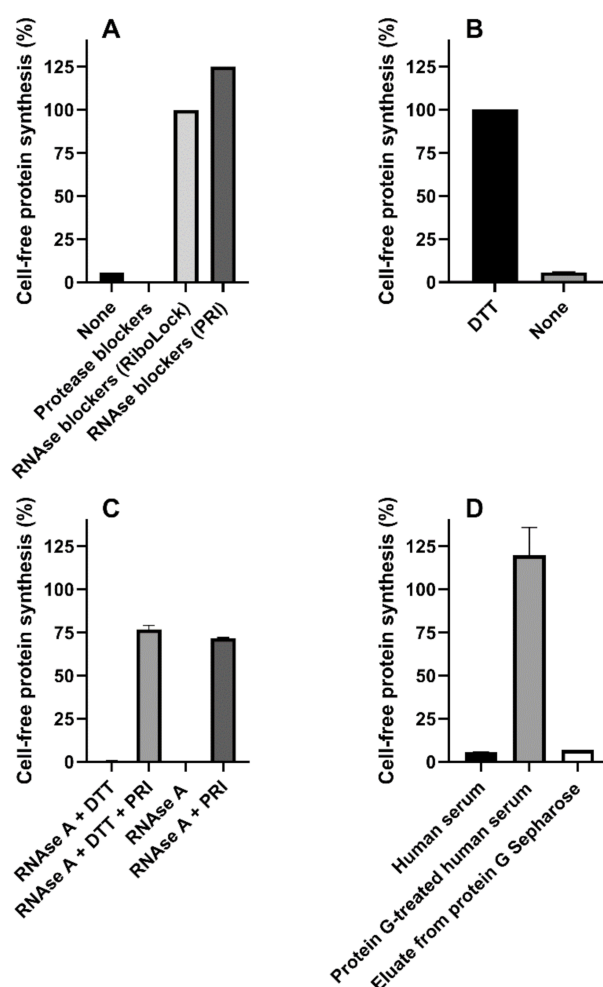 A
Cell-free protein synthesis (%)
125
100
75
50
25
0
None
Protease blockers
RNAse blockers (RiboLock)
RNAse blockers (PRI)
B
Cell-free protein synthesis (%)
125
100
75
50
25
0
DTT
None
C
Cell-free protein synthesis (%)
125
100
75
50
25
0
RNAse A + DTT
RNAse A + DTT + PRI
RNAse A
RNAse A + PRI
D
Cell-free protein synthesis (%)
125
100
75
50
25
0
Human serum
Protein G-treated human serum
Eluate from protein G Sepharose